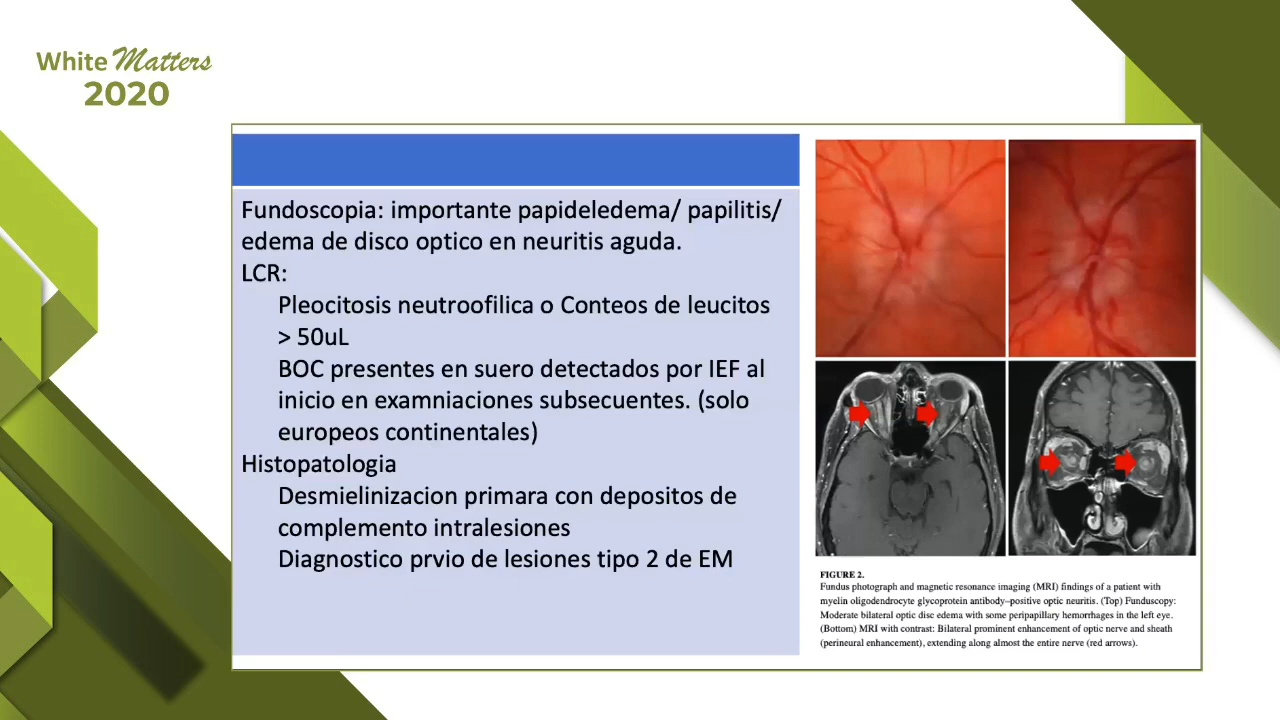 White Matters
2020
Fundoscopia: importante papideledema/ papilitis/
edema de disco optico en neuritis aguda.
LCR:
Pleocitosis neutroofilica o Conteos de leucitos
> 50uL
BOC presentes en suero detectados por IEF al
inicio en examniaciones subsecuentes. (solo
europeos continentales)
Histopatologia
Desmielinizacion primara con depositos de
complemento intralesiones
Diagnostico prvio de lesiones tipo 2 de EM
FIGURE 2.
Fundus photograph and magnetic resonance imaging (MRI) findings of a patient with
myelin oligodendrocyte glycoprotein antibody–positive optic neuritis. (Top) Funduscopy:
Moderate bilateral optic disc edema with some peripapillary hemorrhages in the left eye.
(Bottom) MRI with contrast: Bilateral prominent enhancement of optic nerve and sheath
(perineural enhancement), extending along almost the entire nerve (red arrows).